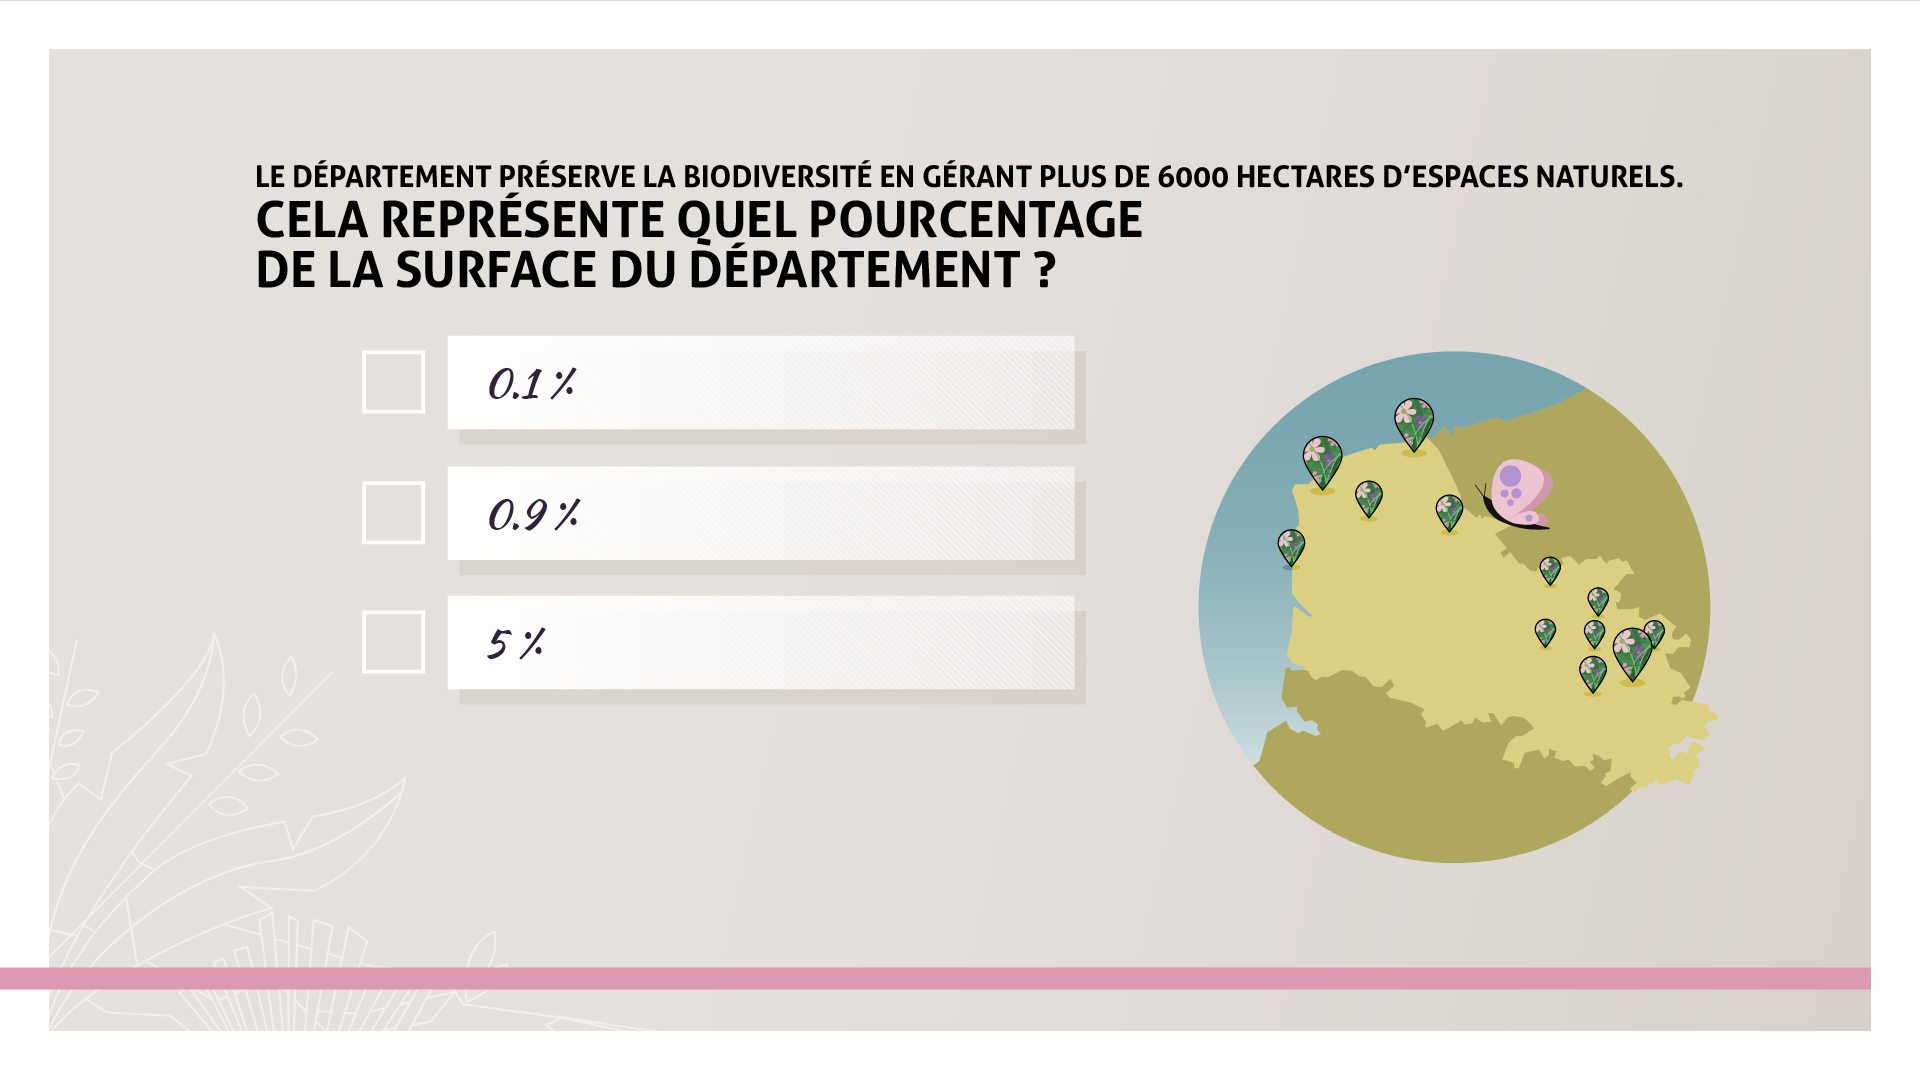 LE DÉPARTEMENT PRÉSERVE LA BIODIVERSITÉ EN GÉRANT PLUS DE 6000 HECTARES D’ESPACES NATURELS.
CELA REPRÉSENTE QUEL POURCENTAGE
DE LA SURFACE DU DÉPARTEMENT ?
0.1 %
0.9 %
5 %